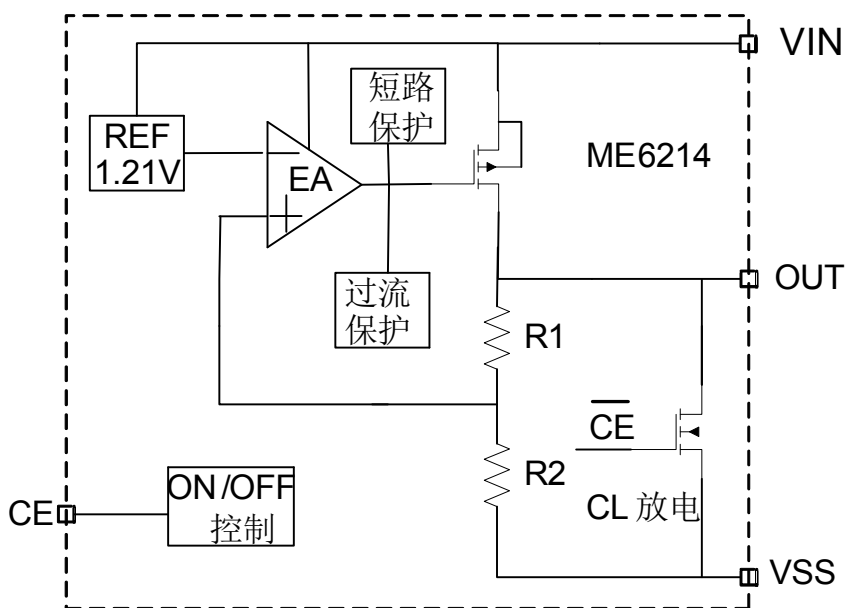 VIN
短路
保护
REF
1.21V
EA
ME6214
OUT
过流
保护
R1
CE
R2
ON/OFF
控制
CE
CL 放电
VSS